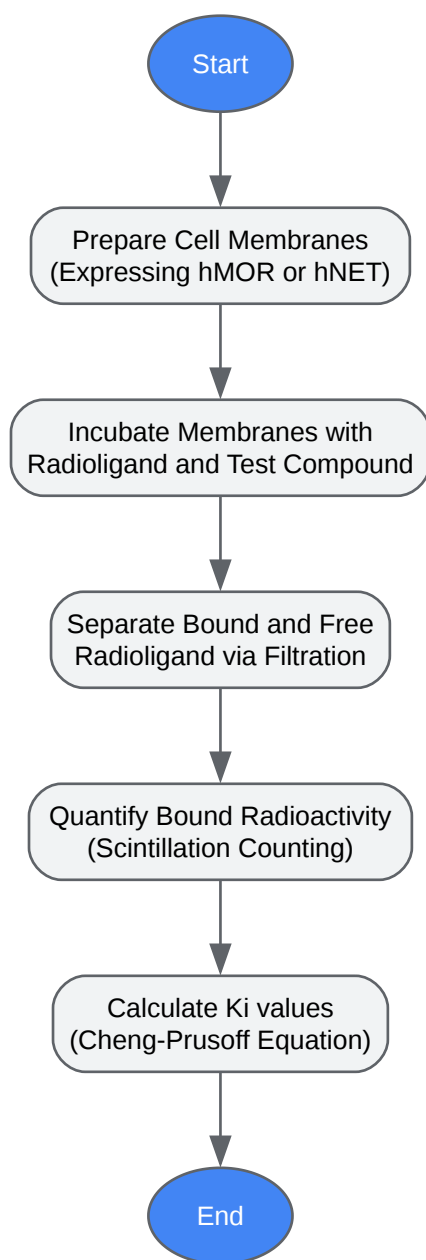 Start
Prepare Cell Membranes
(Expressing hMOR or hNET)
Incubate Membranes with
Radioligand and Test Compound
Separate Bound and Free
Radioligand via Filtration
Quantify Bound Radioactivity
(Scintillation Counting)
Calculate Ki values
(Cheng-Prusoff Equation)
End